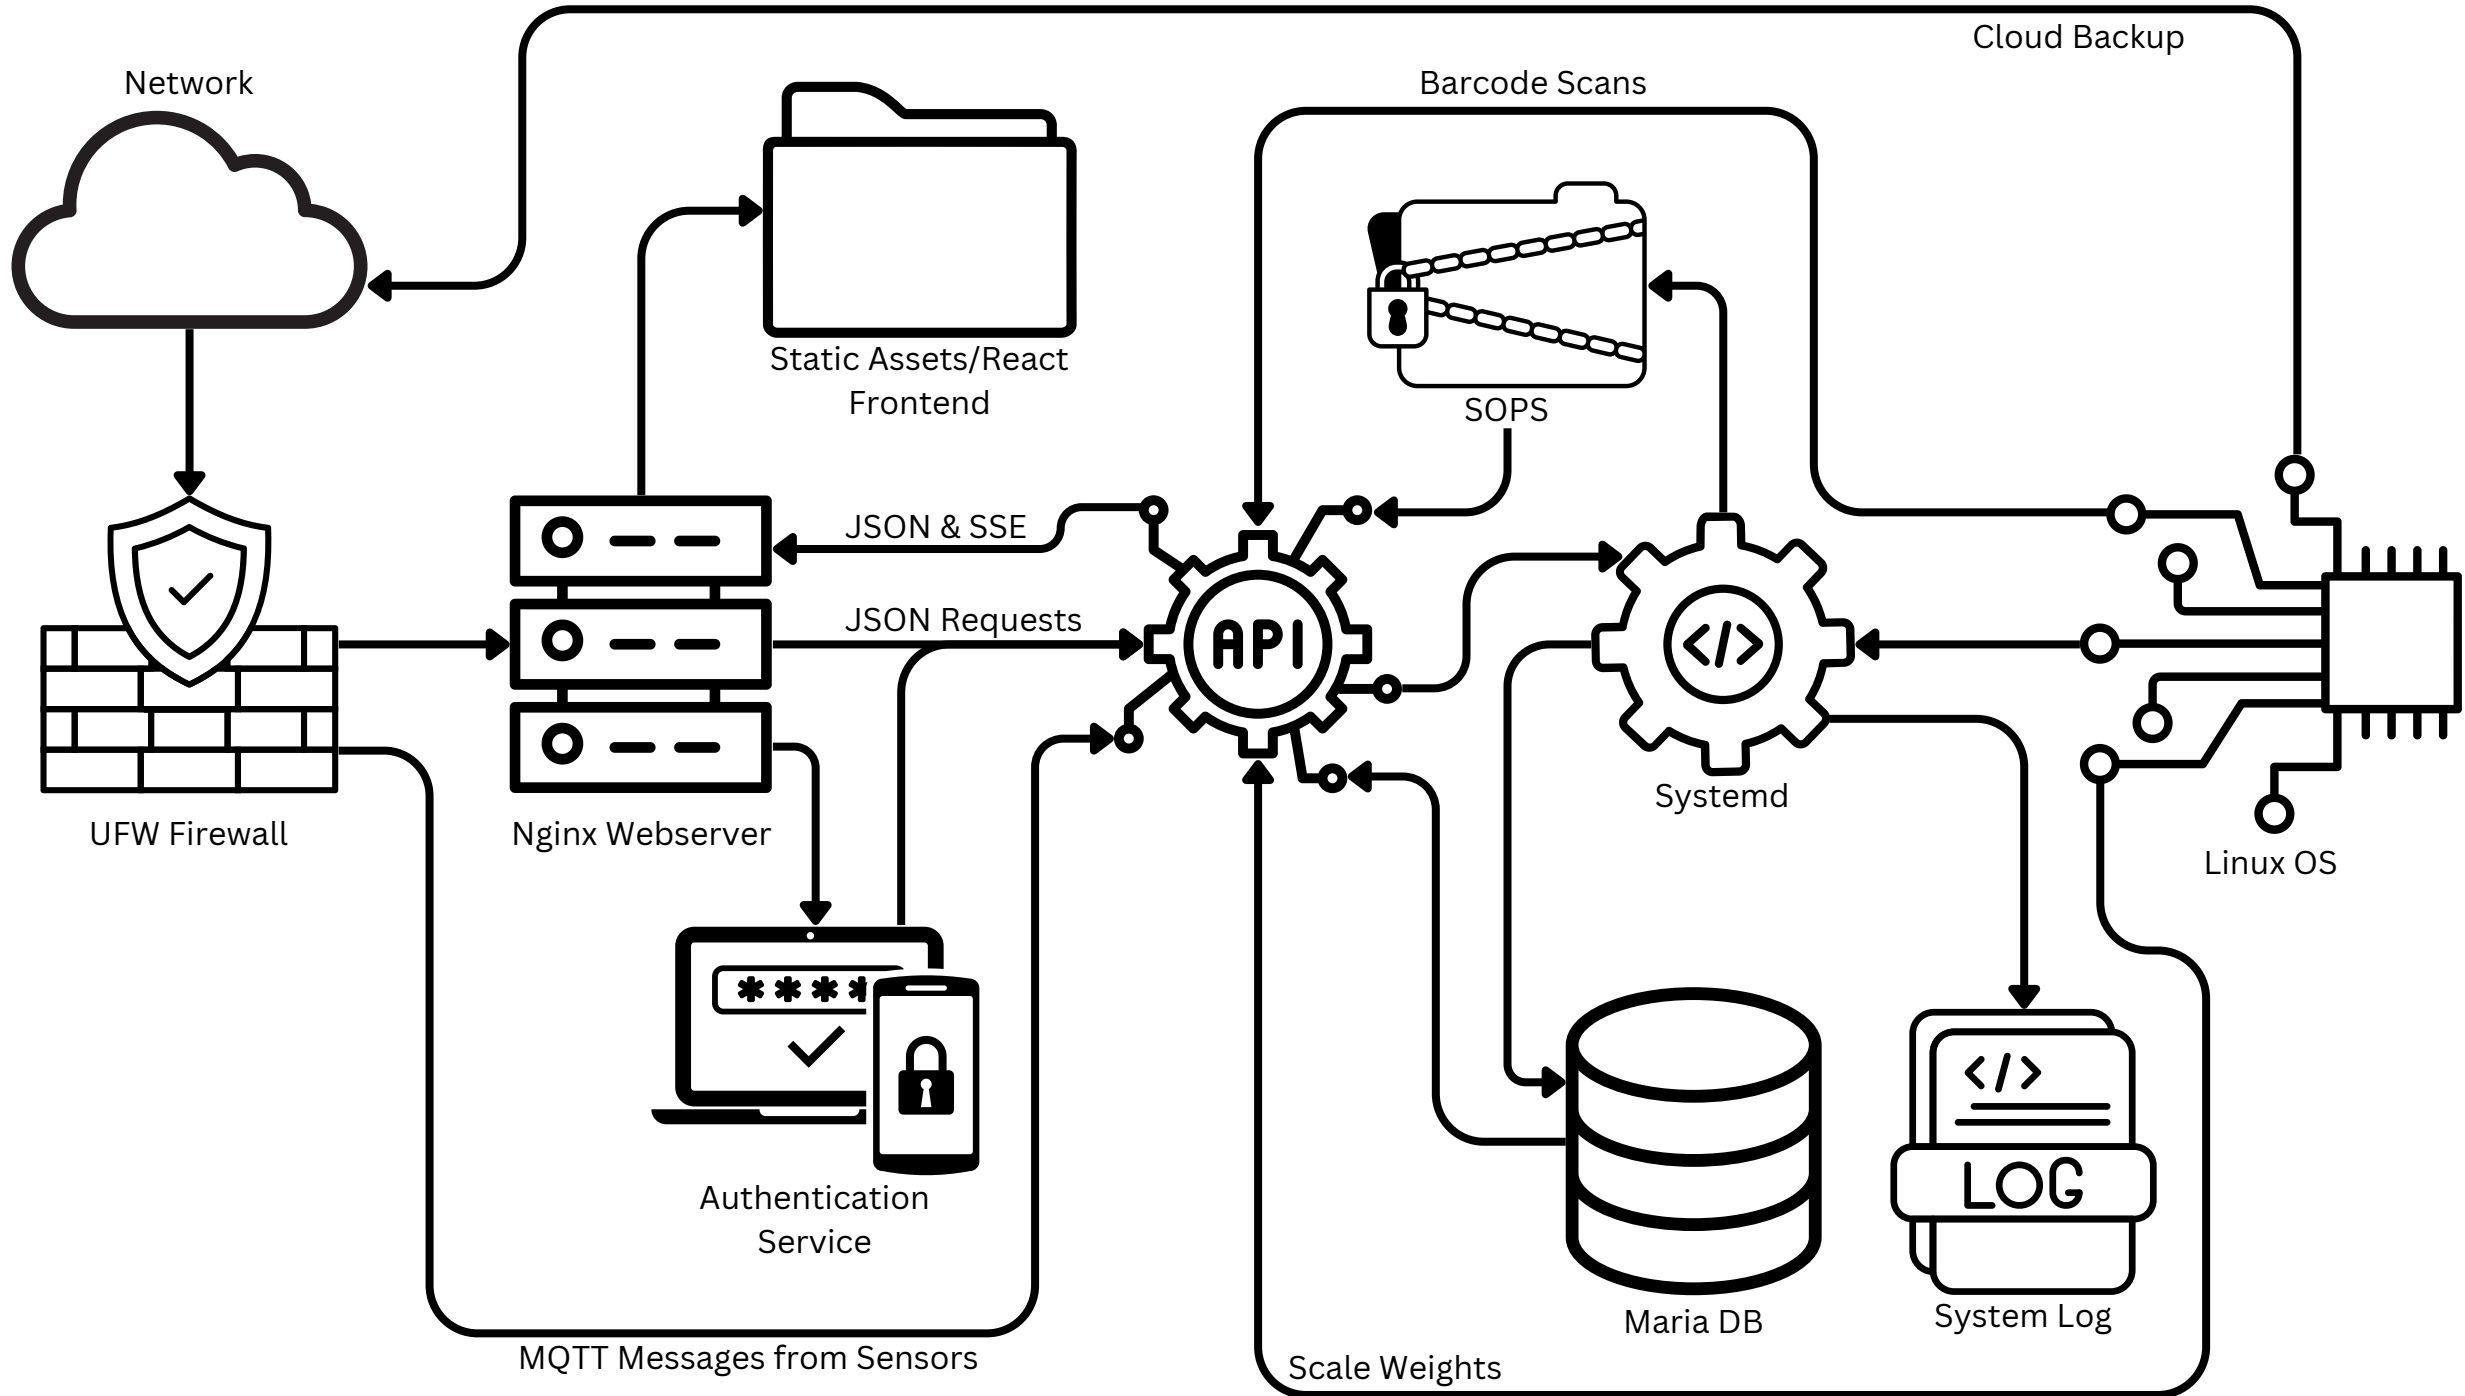 Cloud Backup
Network
Barcode Scans
Static Assets/React
Frontend
SOPS
JSON & SSE
JSON Requests
API
</>
Systemd
UFW Firewall
Nginx Webserver
Linux OS
****
</>
LOG
Authentication
Service
System Log
Maria DB
MQTT Messages from Sensors
Scale Weights